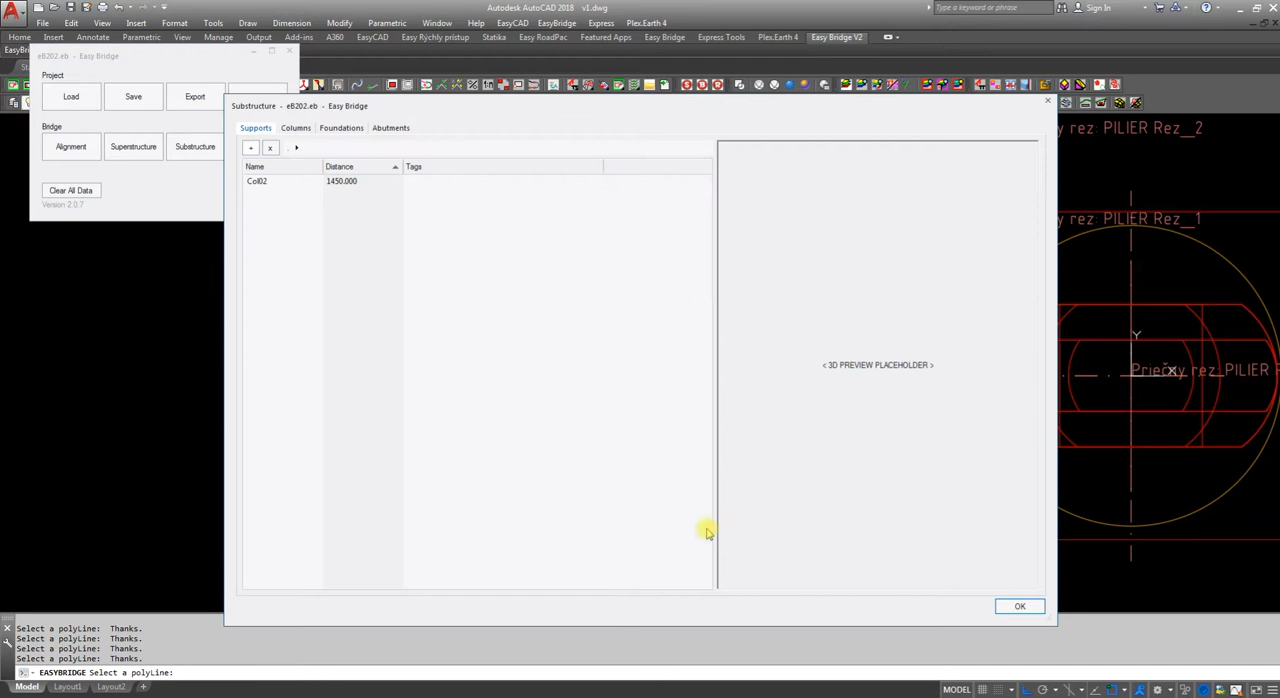 Autodesk AutoCAD 2018   v1.dwg
Type a keyword or phrase
Sign In
File Edit View Insert Format Tools Draw Dimension Modify Parametric Window Help EasyCAD EasyBridge Express Plex.Earth 4
Home Insert Annotate Parametric View Manage Output Add-ins A360 EasyCAD Easy Rýchly prístup Statika Easy RoadPac Featured Apps Easy Bridge Express Tools Plex.Earth 4 Easy Bridge V2
eB202.eb - Easy Bridge
Project
Load Save Export
Bridge
Alignment Superstructure Substructure
Clear All Data
Version 2.0.7
Substructure - eB202.eb - Easy Bridge
Supports Columns Foundations Abutments
+ x
Name Distance Tags
Col02 1450.000
< 3D PREVIEW PLACEHOLDER >
OK
rez: PILIER Rez__2
rez: PILIER Rez__1
Y
X
Priečny rez: PILIER R
Select a polyLine: Thanks.
Select a polyLine: Thanks.
Select a polyLine: Thanks.
Select a polyLine: Thanks.
- EASYBRIDGE Select a polyLine:
Model Layout1 Layout2 +
MODEL